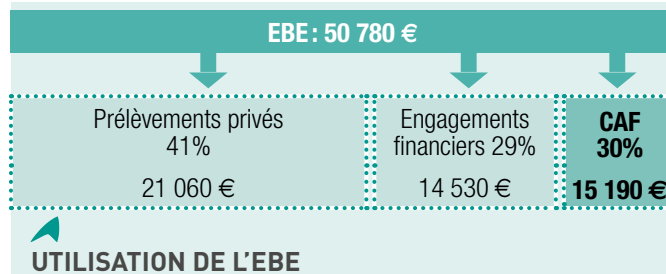 EBE : 50 780 €
Prélèvements privés
41%
21 060 €
Engagements
financiers 29%
14 530 €
CAF
30%
15 190 €
UTILISATION DE L'EBE